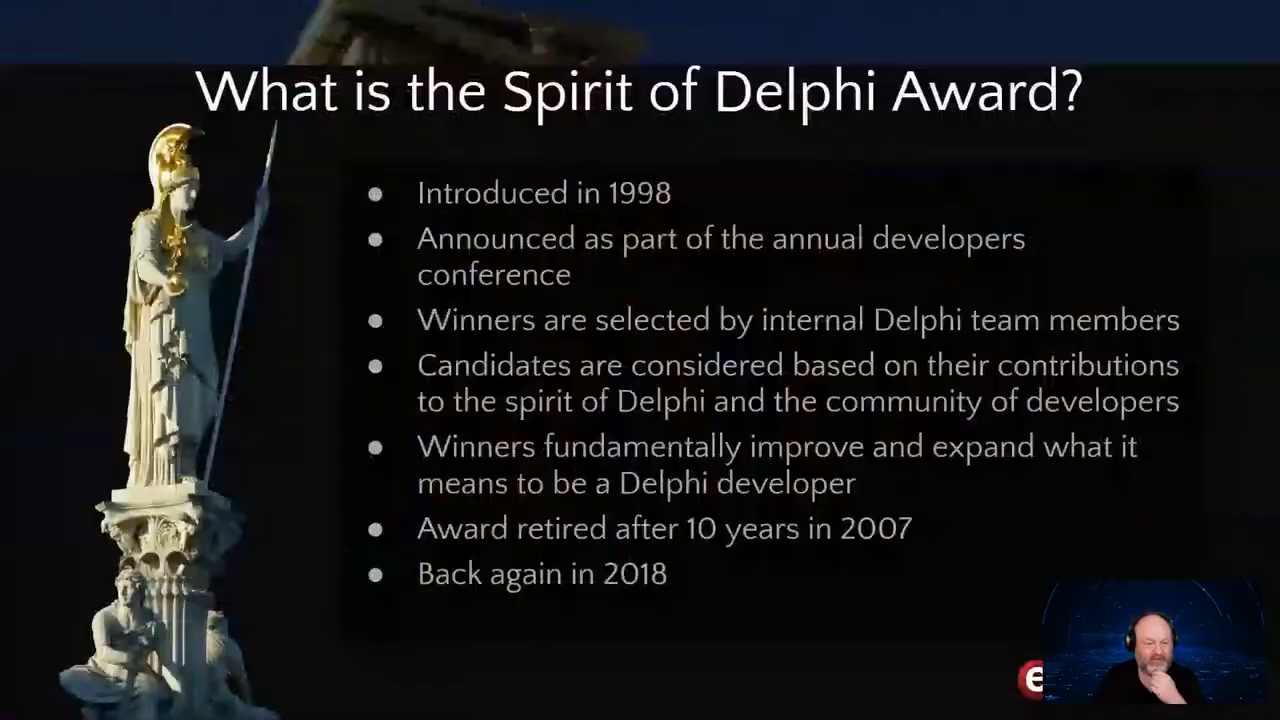 What is the Spirit of Delphi Award?
● Introduced in 1998
● Announced as part of the annual developers
conference
● Winners are selected by internal Delphi team members
● Candidates are considered based on their contributions
to the spirit of Delphi and the community of developers
● Winners fundamentally improve and expand what it
means to be a Delphi developer
● Award retired after 10 years in 2007
● Back again in 2018
e